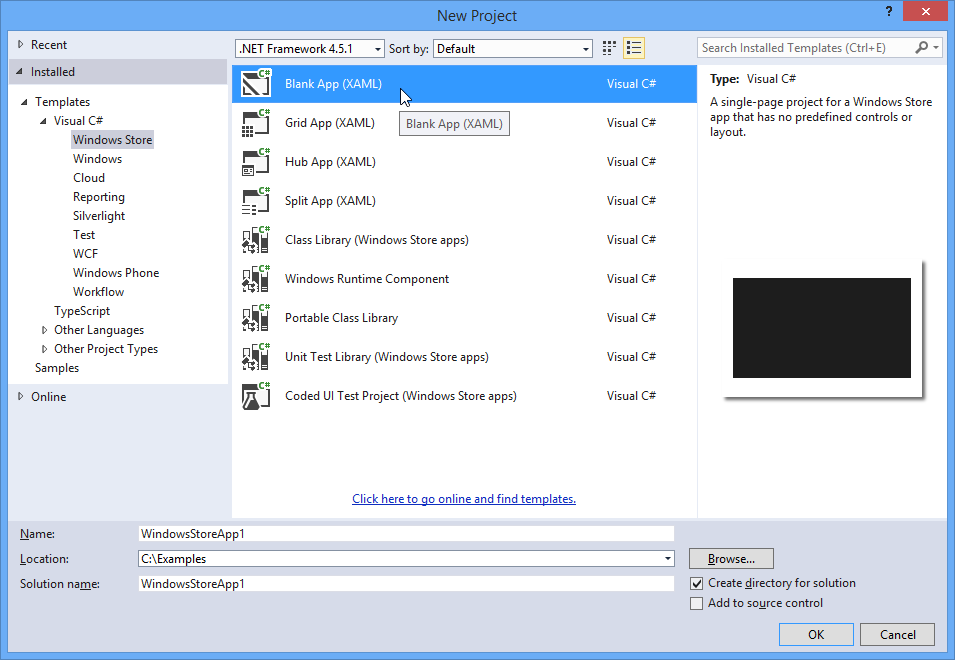 New Project
?
Recent
Installed
Templates
Visual C#
Windows Store
Windows
Cloud
Reporting
Silverlight
Test
WCF
Windows Phone
Workflow
TypeScript
Other Languages
Other Project Types
Samples
Online
.NET Framework 4.5.1 Sort by: Default
C# Blank App (XAML) Visual C#
Blank App (XAML)
C# Grid App (XAML) Visual C#
C# Hub App (XAML) Visual C#
C# Split App (XAML) Visual C#
C# Class Library (Windows Store apps) Visual C#
C# Windows Runtime Component Visual C#
C# Portable Class Library Visual C#
C# Unit Test Library (Windows Store apps) Visual C#
C# Coded UI Test Project (Windows Store apps) Visual C#
Click here to go online and find templates.
Search Installed Templates (Ctrl+E)
Type: Visual C#
A single-page project for a Windows Store
app that has no predefined controls or
layout.
Name: WindowsStoreApp1
Location: C:\Examples Browse...
Solution name: WindowsStoreApp1
Create directory for solution
Add to source control
OK Cancel